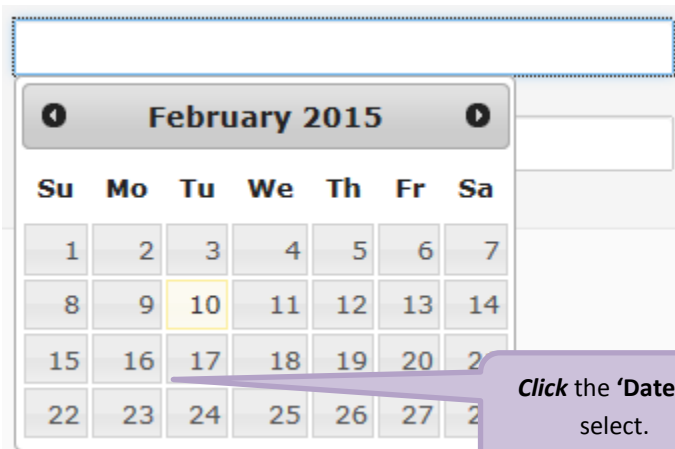 February 2015
Su Mo Tu We Th Fr Sa
1 2 3 4 5 6 7
8 9 10 11 12 13 14
15 16 17 18 19 20
22 23 24 25 26 27
Click the 'Date
select.